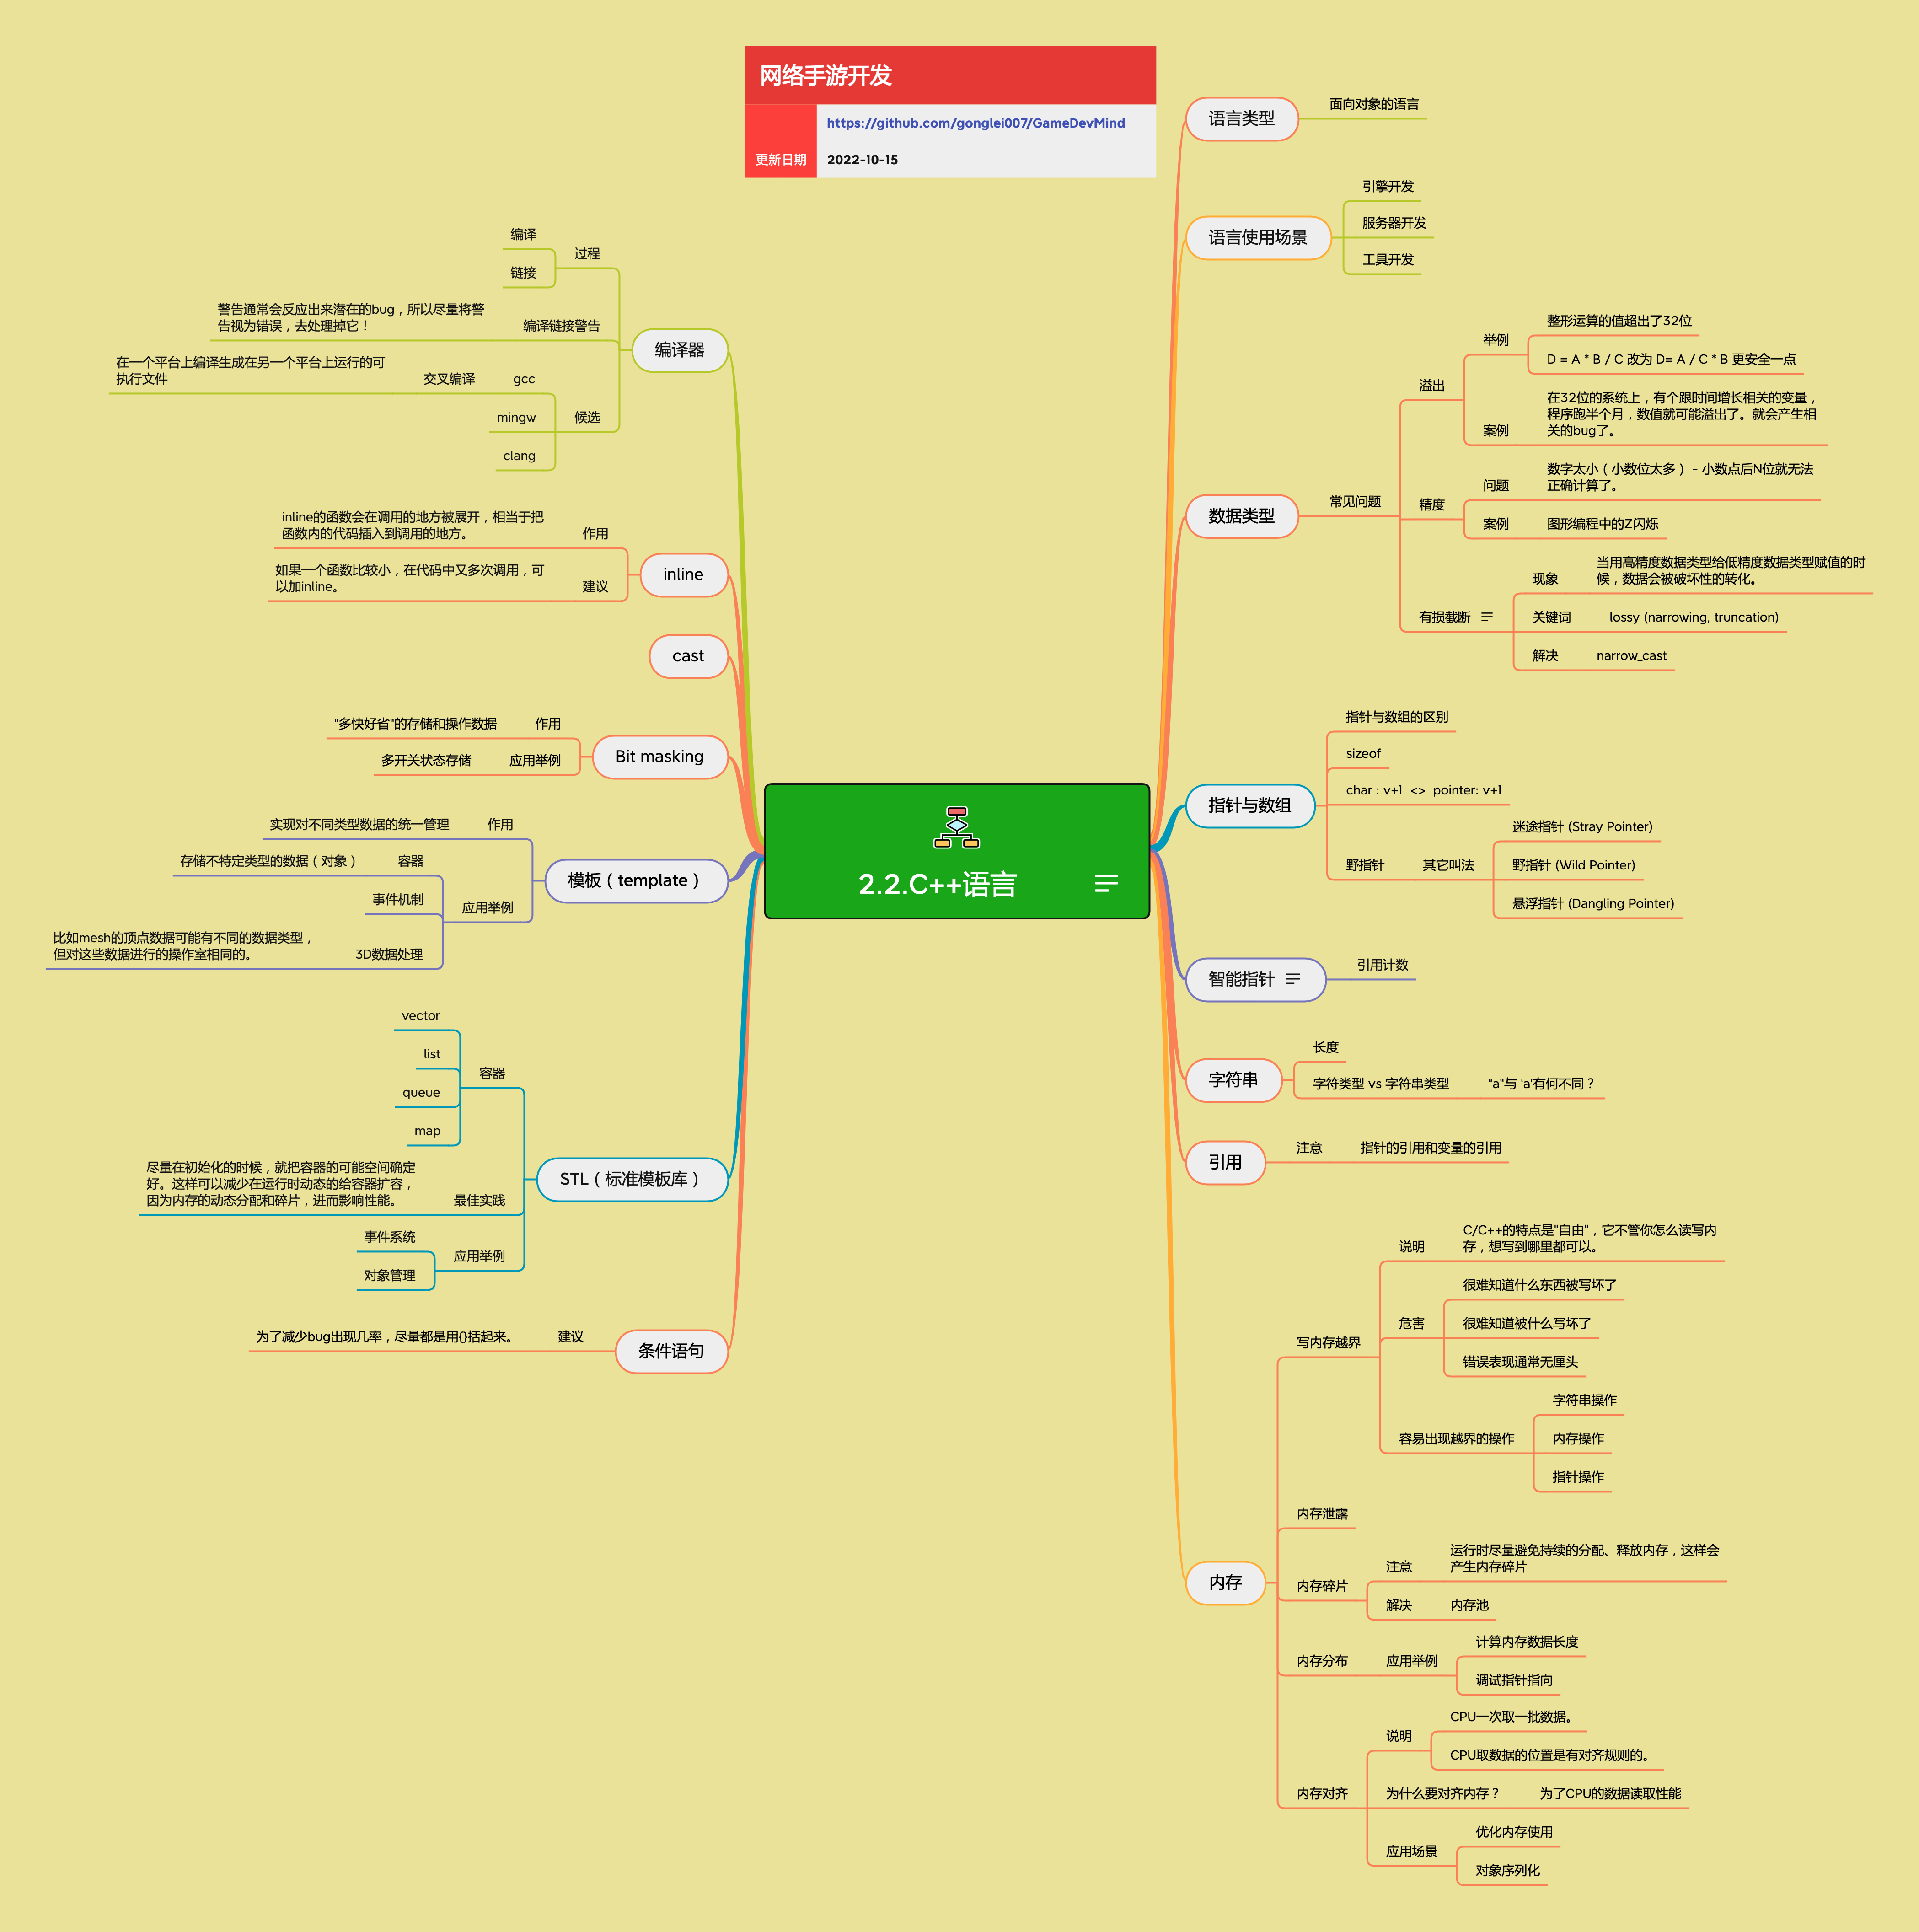 网络手游开发
https://github.com/gonglei007/GameDevMind
更新日期 2022-10-15
2.2.C++语言
语言类型
面向对象的语言
语言使用场景
引擎开发
服务器开发
工具开发
数据类型
常见问题
溢出
举例
整形运算的值超出了32位
D = A * B / C 改为 D= A / C * B 更安全一点
案例
在32位的系统上，有个跟时间增长相关的变量，
程序跑半个月，数值就可能溢出了。就会产生相
关的bug了。
精度
问题
数字太小（小数位太多） - 小数点后N位就无法
正确计算了。
案例
图形编程中的Z闪烁
有损截断
现象
当用高精度数据类型给低精度数据类型赋值的时
候，数据会被破坏性的转化。
关键词
lossy (narrowing, truncation)
解决
narrow_cast
指针与数组
指针与数组的区别
sizeof
char : v+1 <> pointer: v+1
野指针
其它叫法
迷途指针 (Stray Pointer)
野指针 (Wild Pointer)
悬浮指针 (Dangling Pointer)
智能指针
引用计数
字符串
长度
字符类型 vs 字符串类型
"a"与 'a'有何不同？
引用
注意
指针的引用和变量的引用
内存
写内存越界
说明
C/C++的特点是"自由"，它不管你怎么读写内
存，想写到哪里都可以。
危害
很难知道什么东西被写坏了
很难知道被什么写坏了
错误表现通常无厘头
容易出现越界的操作
字符串操作
内存操作
指针操作
内存泄露
内存碎片
注意
运行时尽量避免持续的分配、释放内存，这样会
产生内存碎片
解决
内存池
内存分布
应用举例
计算内存数据长度
调试指针指向
内存对齐
说明
CPU一次取一批数据。
CPU取数据的位置是有对齐规则的。
为什么要对齐内存？
为了CPU的数据读取性能
应用场景
优化内存使用
对象序列化
编译器
过程
编译
链接
编译链接警告
警告通常会反应出来潜在的bug，所以尽量将警
告视为错误，去处理掉它！
候选
gcc
交叉编译
在一个平台上编译生成在另一个平台上运行的可
执行文件
mingw
clang
inline
作用
inline的函数会在调用的地方被展开，相当于把
函数内的代码插入到调用的地方。
建议
如果一个函数比较小，在代码中又多次调用，可
以加inline。
cast
Bit masking
作用
"多快好省"的存储和操作数据
应用举例
多开关状态存储
模板（template）
作用
实现对不同类型数据的统一管理
应用举例
容器
存储不特定类型的数据（对象）
事件机制
3D数据处理
比如mesh的顶点数据可能有不同的数据类型，
但对这些数据进行的操作室相同的。
STL（标准模板库）
容器
vector
list
queue
map
最佳实践
尽量在初始化的时候，就把容器的可能空间确定
好。这样可以减少在运行时动态的给容器扩容，
因为内存的动态分配和碎片，进而影响性能。
应用举例
事件系统
对象管理
条件语句
建议
为了减少bug出现几率，尽量都是用{}括起来。